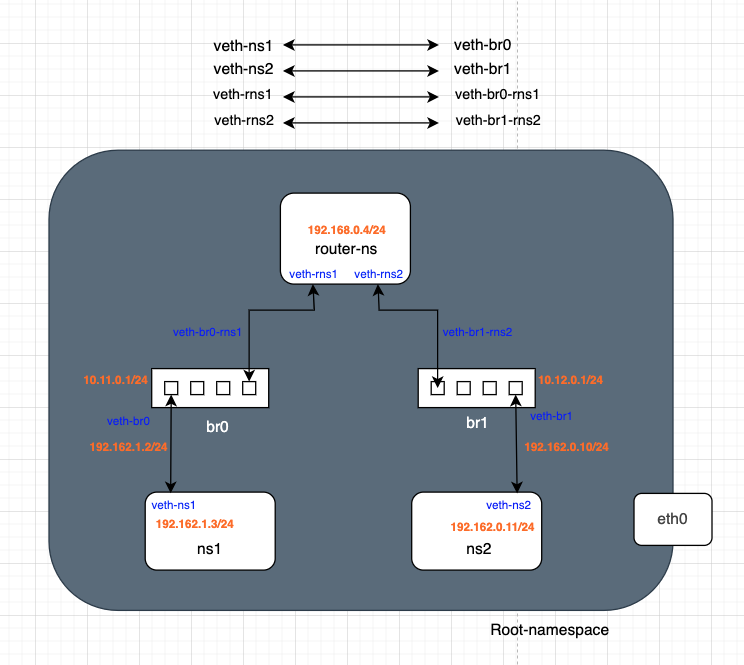 veth-ns1 veth-br0
veth-ns2 veth-br1
veth-rns1 veth-br0-rns1
veth-rns2 veth-br1-rns2
192.168.0.4/24
router-ns
veth-rns1 veth-rns2
veth-br0-rns1 veth-br1-rns2
10.11.0.1/24 10.12.0.1/24
veth-br0 br0 br1 veth-br1
192.162.1.2/24 192.162.0.10/24
veth-ns1 veth-ns2
192.162.1.3/24 192.162.0.11/24
ns1 ns2
eth0
Root-namespace